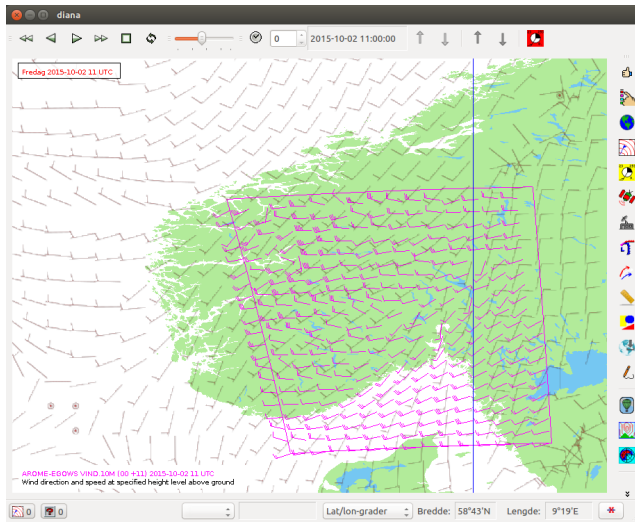 diana
0
2015-10-02 11:00:00
Fredag 2015-10-02 11 UTC
AROME-EGOWS VIND.10M (00 +11) 2015-10-02 11 UTC
Wind direction and speed at specified height level above ground
0
0
Lat/lon-grader
Bredde:
58°43'N
Lengde:
9°19'E